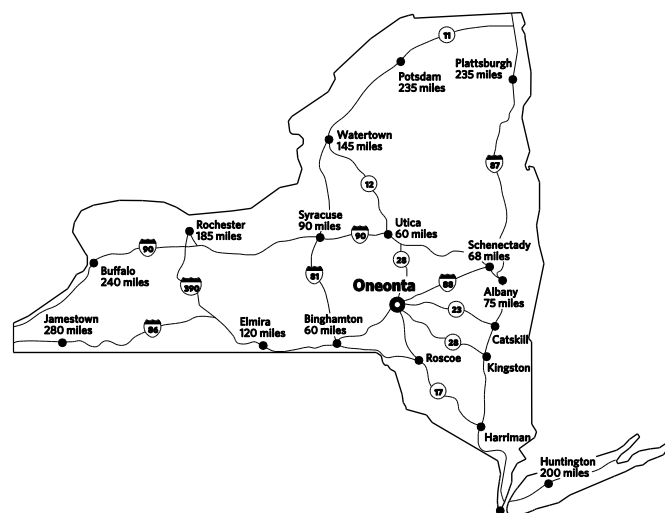 11
Potsdam
235 miles
Plattsburgh
235 miles
Watertown
145 miles
87
12
Rochester
185 miles
Syracuse
90 miles
Utica
60 miles
90
90
28
Schenectady
68 miles
Buffalo
240 miles
81
390
88
Oneonta
Albany
75 miles
Jamestown
280 miles
86
Elmira
120 miles
Binghamton
60 miles
23
Catskill
28
Kingston
Roscoe
17
Harriman
Huntington
200 miles